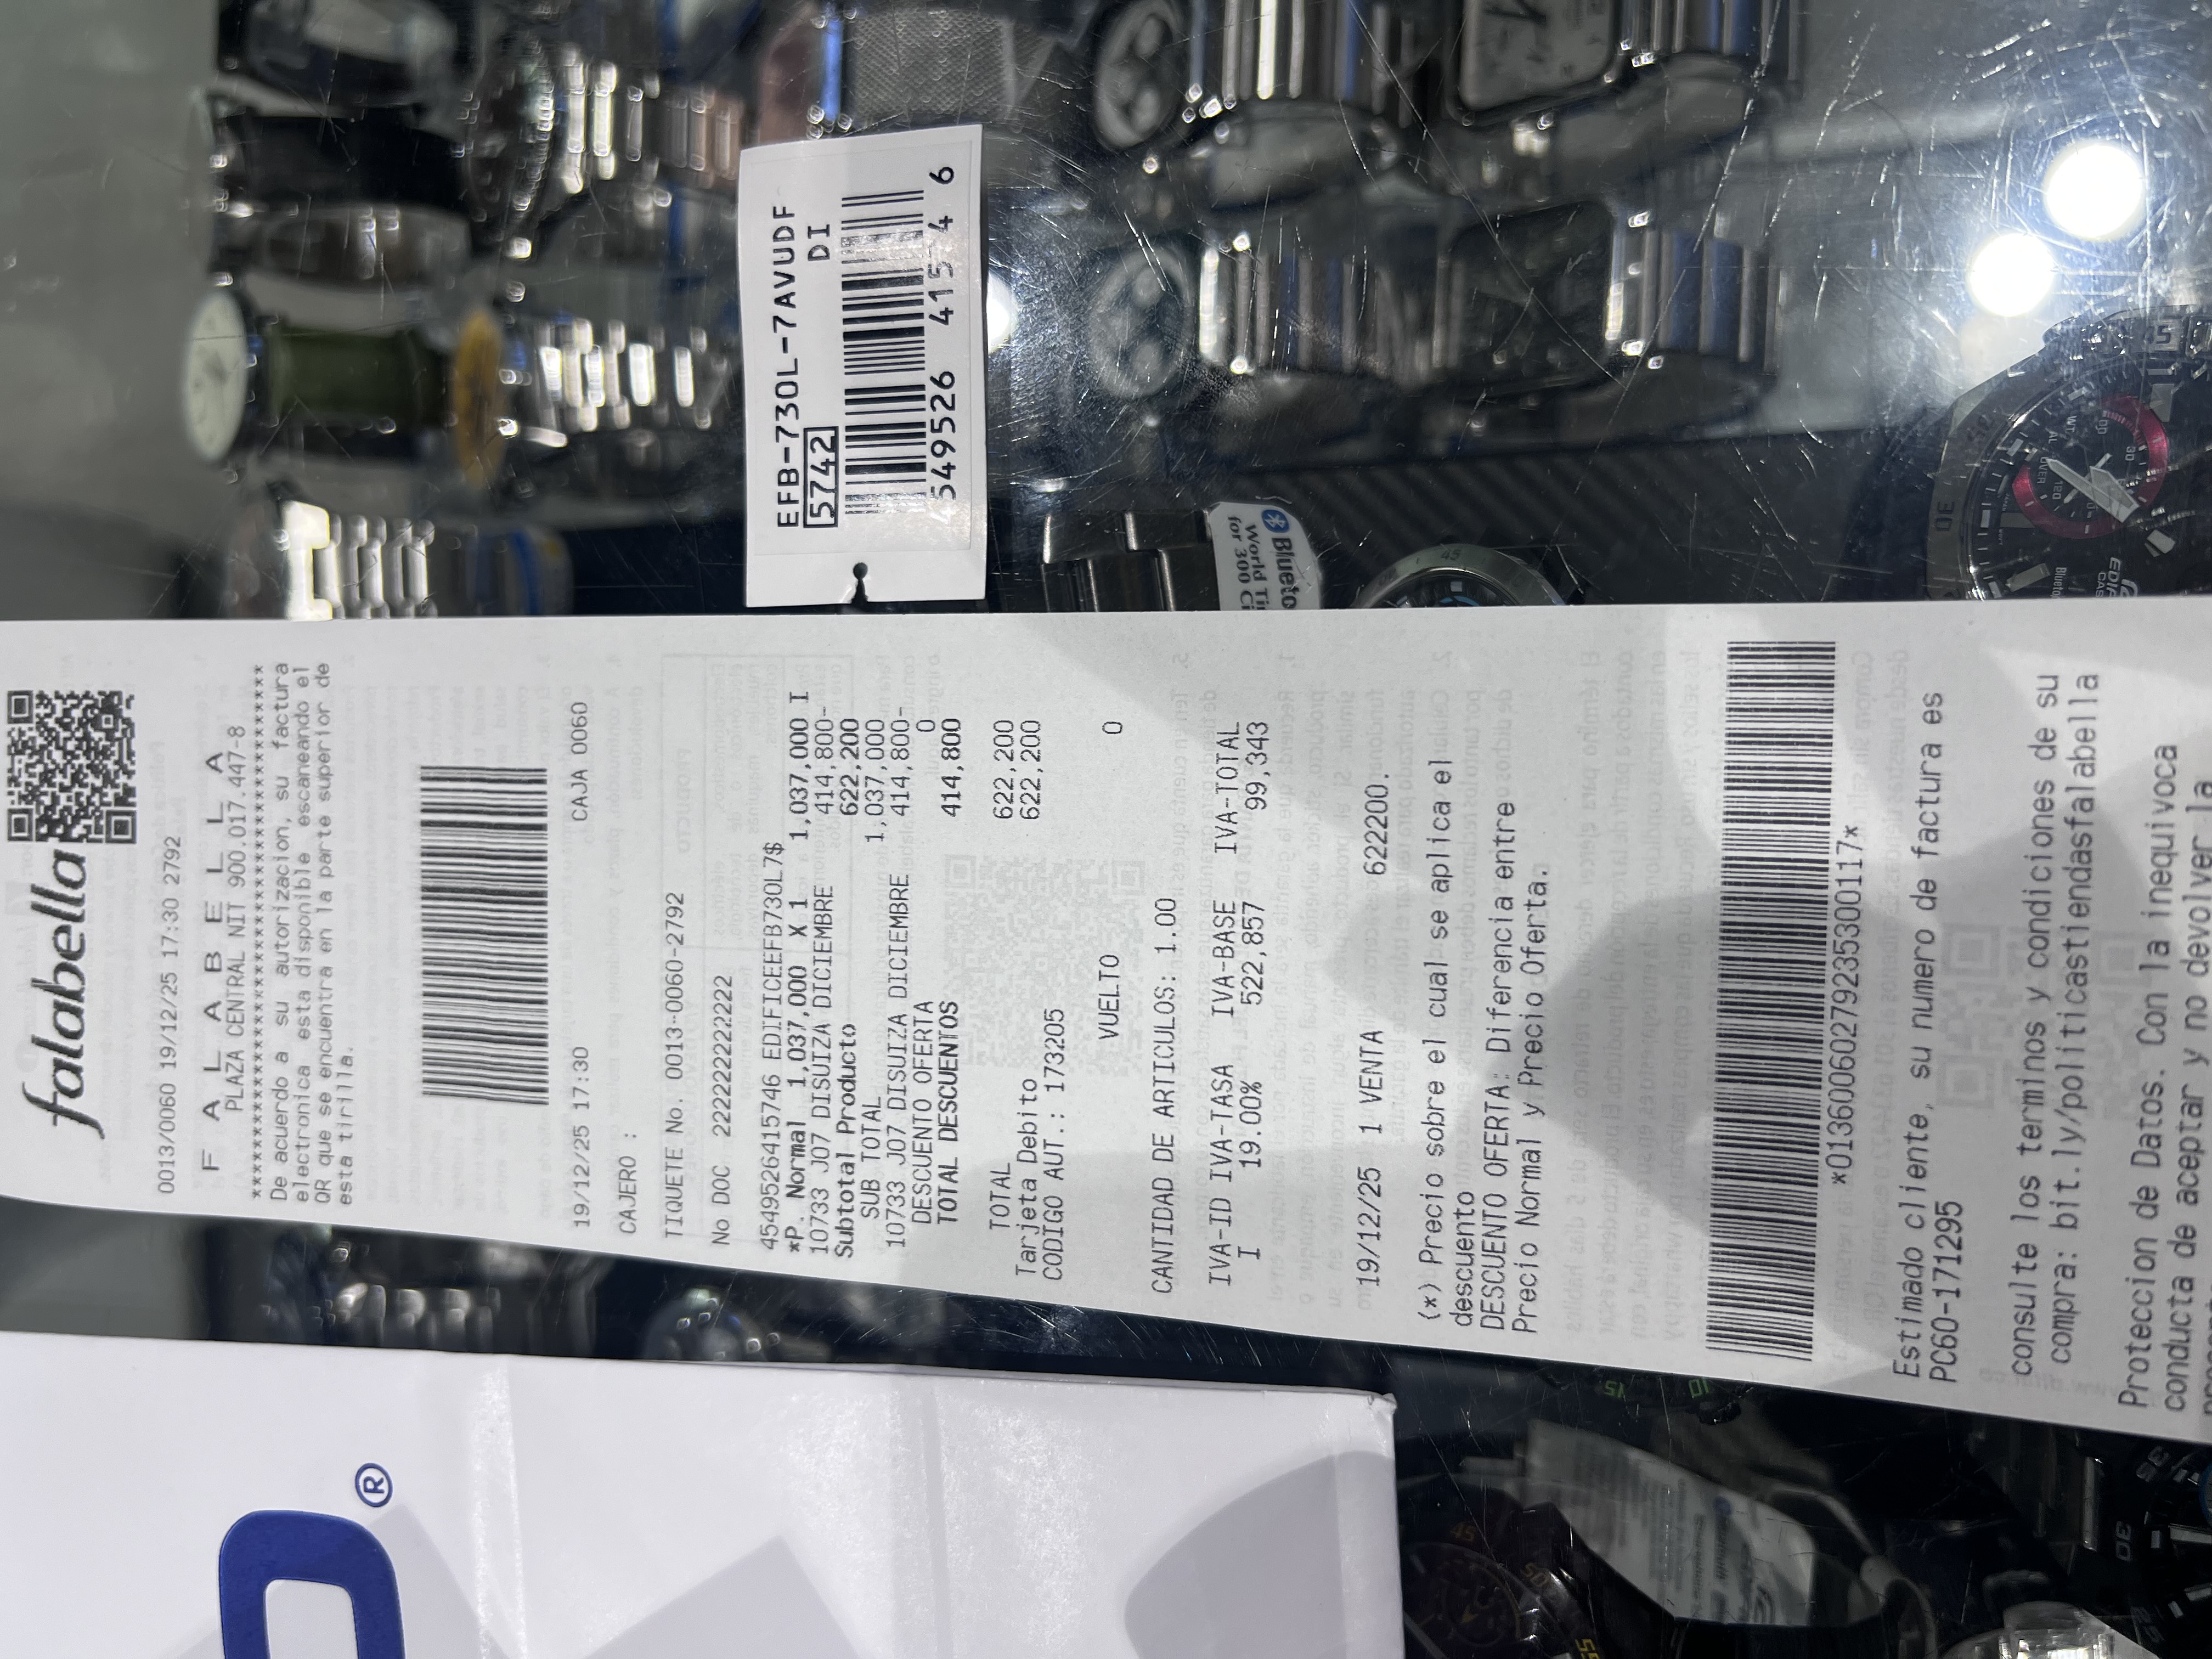 falabella
0013/0060 19/12/25 17:30 2792
F A L A B E L L A
PLAZA CENTRAL NIT 900.017.447-8
****************************************
De acuerdo a su autorizacion, su factura
electronica esta disponible escaneando el
QR que se encuentra en la parte superior de
esta tirilla.
19/12/25 17:30 CAJA 0060
CAJERO :
TIQUETE No. 0013-0060-2792
No DOC 222222222222
4549526415746 EDIFICEEFB730L7$
*P. Normal 1,037,000 X 1 1,037,000 I
10733 J07 DISUIZA DICIEMBRE 414,800-
Subtotal Producto 622,200
SUB TOTAL 1,037,000
10733 J07 DISUIZA DICIEMBRE 414,800-
DESCUENTO OFERTA 0
TOTAL DESCUENTOS 414,800
TOTAL 622,200
Tarjeta Debito 622,200
CODIGO AUT.: 173205
VUELTO 0
CANTIDAD DE ARTICULOS: 1.00
IVA-ID IVA-TASA IVA-BASE IVA-TOTAL
I 19.00% 522,857 99,343
19/12/25 1 VENTA 622200.
(*) Precio sobre el cual se aplica el
descuento
DESCUENTO OFERTA: Diferencia entre
Precio Normal y Precio Oferta.
*01360060279235300117*
Estimado cliente, su numero de factura es
PC60-1712295
consulte los terminos y condiciones de su
compra: bit.ly/politicastiendasfalabella
Proteccion de Datos. Con la inequivoca
conducta de aceptar y no devolver la
EFB-730L-7AVUDF
5742 DI
549526 415 4 6
Bluetoo
World Ti
for 300 Ci
®